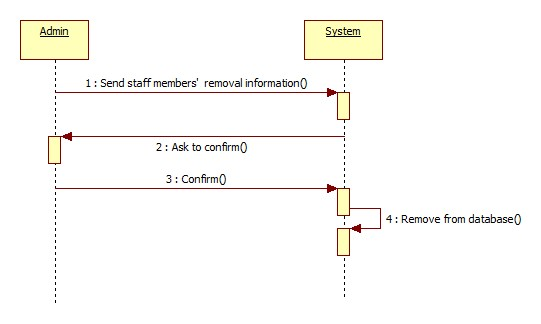 Admin
System
1 : Send staff members'  removal information()
2 : Ask to confirm()
3 : Confirm()
4 : Remove from database()